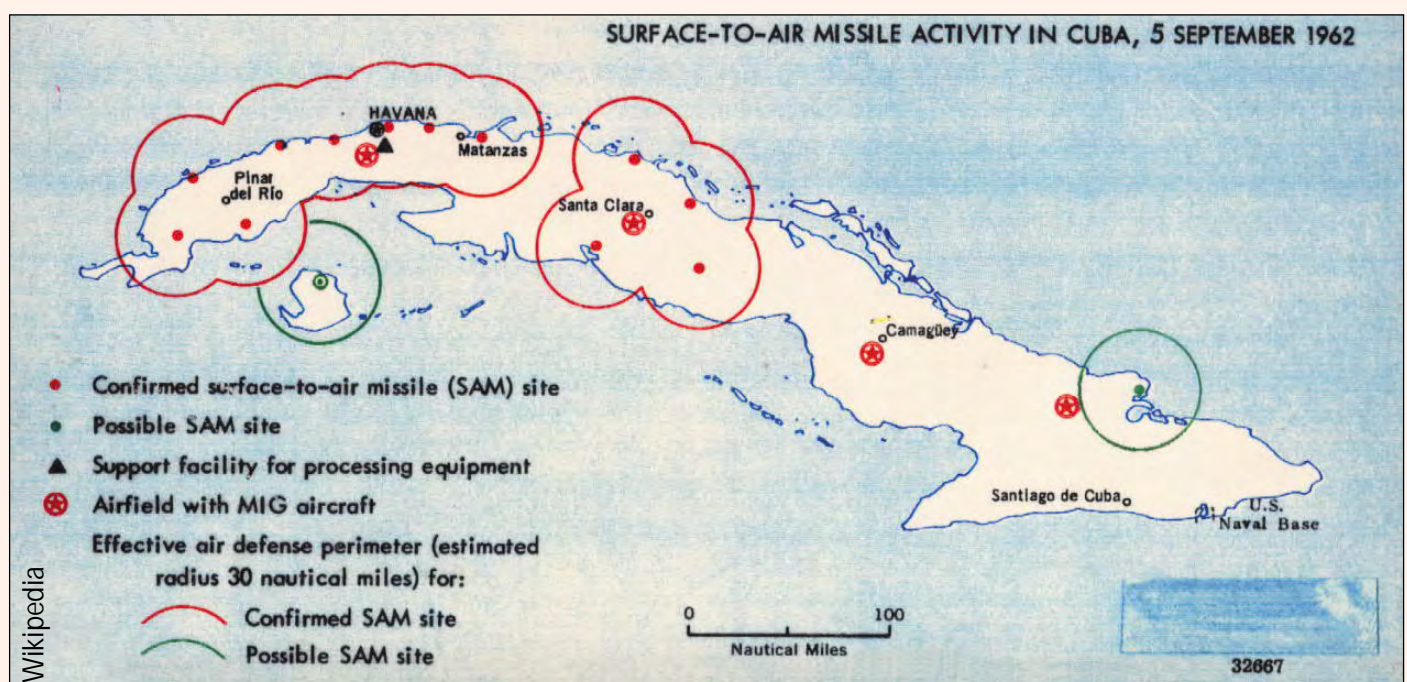 SURFACE-TO-AIR MISSILE ACTIVITY IN CUBA, 5 SEPTEMBER 1962
HAVANA
Matanzas
Pinar
del Río
Santa Clara
Camagüey
Santiago de Cuba
U.S.
Naval Base
Confirmed surface-to-air missile (SAM) site
Possible SAM site
Support facility for processing equipment
Airfield with MIG aircraft
Effective air defense perimeter (estimated
radius 30 nautical miles) for:
Confirmed SAM site
Possible SAM site
0 100
Nautical Miles
32667
Wikipedia